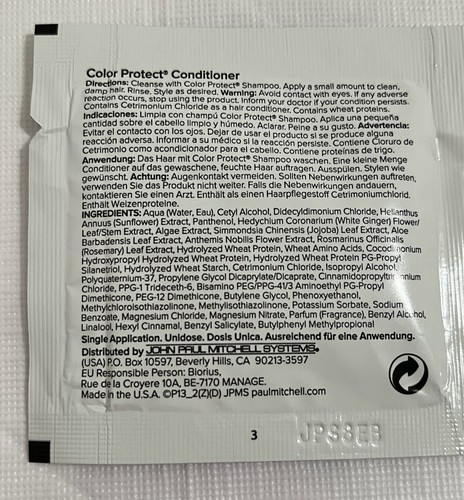 Color Protect® Conditioner
Directions: Cleanse with Color Protect® Shampoo. Apply a small amount to clean,
damp hair. Rinse. Style as desired. Warning: Avoid contact with eyes. If any adverse
reaction occurs, stop using the product. Inform your doctor if your condition persists.
Contains Cetrimonium Chloride as a hair conditioner. Contains wheat proteins.
Indicaciones: Limpia con champú Color Protect® Shampoo. Aplica una pequeña
cantidad sobre el cabello limpio y húmedo. Aclarar. Peine a su gusto. Advertencia:
Evitar el contacto con los ojos. Dejar de usar el producto si se produce alguna
reacción adversa. Informar a su médico si la reacción persiste. Contiene Cloruro de
Cetrimonio como acondicionador para el cabello. Contiene proteínas de trigo.
Anwendung: Das Haar mit Color Protect® Shampoo waschen. Eine kleine Menge
Conditioner auf das gewaschene, feuchte Haar auftragen. Ausspülen. Stylen wie
gewünscht. Achtung: Augenkontakt vermeiden. Sollten Nebenwirkungen auftreten,
verwenden Sie das Produkt nicht weiter. Falls die Nebenwirkungen andauern,
kontaktieren Sie einen Arzt. Enthält als einen Haarpflegestoff Cetrimoniumchlorid.
Enthält Weizenproteine.
INGREDIENTS: Aqua (Water, Eau), Cetyl Alcohol, Didecyldimonium Chloride, Helianthus
Annuus (Sunflower) Extract, Panthenol, Hedychium Coronarium (White Ginger) Flower/
Leaf/Stem Extract, Algae Extract, Simmondsia Chinensis (Jojoba) Leaf Extract, Aloe
Barbadensis Leaf Extract, Anthemis Nobilis Flower Extract, Rosmarinus Officinalis
(Rosemary) Leaf Extract, Hydrolyzed Wheat Protein, Wheat Amino Acids, Cocodimonium
Hydroxypropyl Hydrolyzed Wheat Protein, Hydrolyzed Wheat Protein PG-Propyl
Silanetriol, Hydrolyzed Wheat Starch, Cetrimonium Chloride, Isopropyl Alcohol,
Polyquaternium-37, Propylene Glycol Dicaprylate/Dicaprate, Cinnamidopropyltrimonium
Chloride, PPG-1 Trideceth-6, Bisamino PEG/PPG-41/3 Aminoethyl PG-Propyl
Dimethicone, PEG-12 Dimethicone, Butylene Glycol, Phenoxyethanol,
Methylchloroisothiazolinone, Methylisothiazolinone, Potassium Sorbate, Sodium
Benzoate, Magnesium Chloride, Magnesium Nitrate, Parfum (Fragrance), Benzyl Alcohol,
Linalool, Hexyl Cinnamal, Benzyl Salicylate, Butylphenyl Methylpropional
Single Application. Unidose. Dosis Unica. Ausreichend für eine Anwendung.
Distributed by JOHN PAUL MITCHELL SYSTEMS®
(USA) P.O. Box 10597, Beverly Hills, CA 90213-3597
EU Responsible Person: Biorius,
Rue de la Croyere 10A, BE-7170 MANAGE.
Made in the U.S.A. ©P13_2(Z)(D) JPMS paulmitchell.com
3